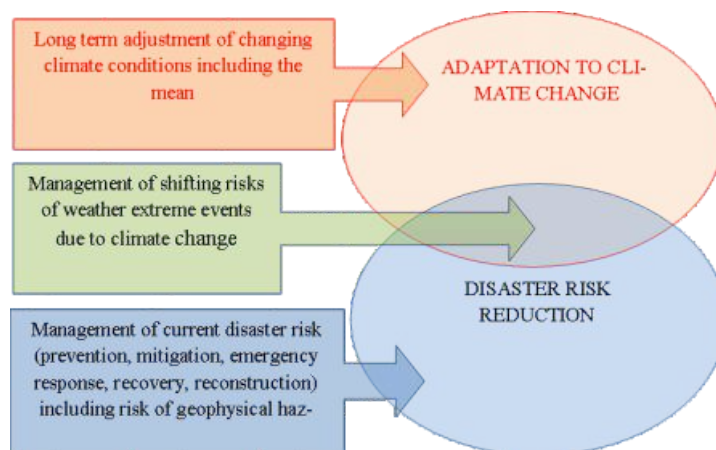 Long term adjustment of changing
climate conditions including the
mean
ADAPTATION TO CLI-
MATE CHANGE
Management of shifting risks
of weather extreme events
due to climate change
DISASTER RISK
REDUCTION
Management of current disaster risk
(prevention, mitigation, emergency
response, recovery, reconstruction)
including risk of geophysical haz-